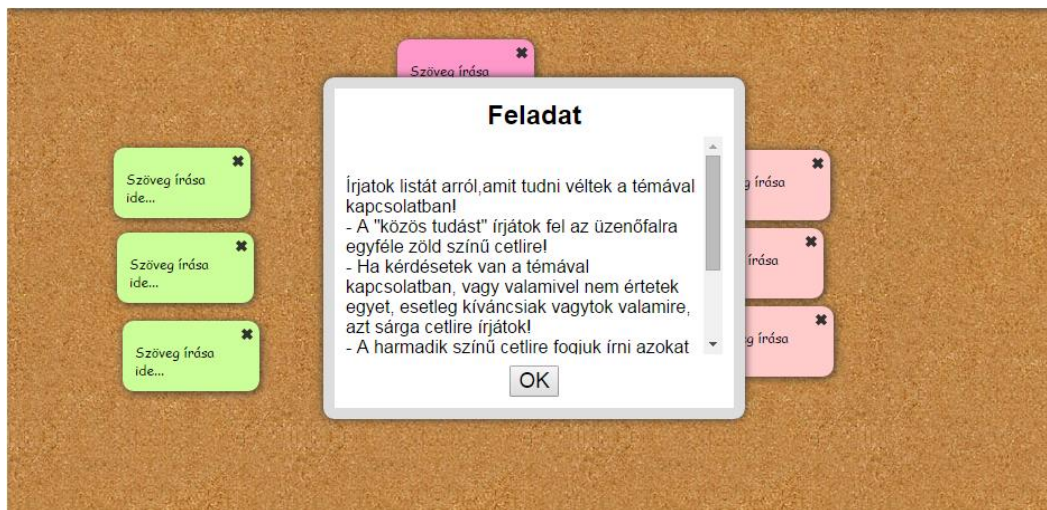 Szöveg írása
Feladat
Írjatok listát arról,amit tudni véltek a témával
kapcsolatban!
- A "közös tudást" írjátok fel az üzenőfalra
egyféle zöld színű cetlire!
- Ha kérdésetek van a témával
kapcsolatban, vagy valamivel nem értetek
egyet, esetleg kíváncsiak vagytok valamire,
azt sárga cetlire írjátok!
- A harmadik színű cetlire fogjuk írni azokat
OK
Szöveg írása
ide...
Szöveg írása
ide...
Szöveg írása
ide...
g írása
írása
g írása